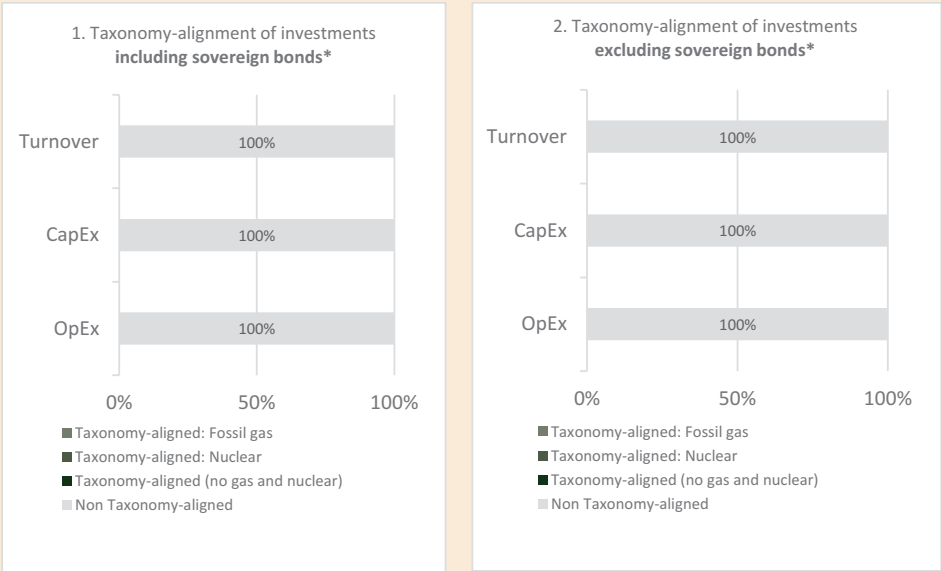 1. Taxonomy-alignment of investments
including sovereign bonds*
Turnover
100%
CapEx
100%
OpEx
100%
0%
50%
100%
Taxonomy-aligned: Fossil gas
Taxonomy-aligned: Nuclear
Taxonomy-aligned (no gas and nuclear)
Non Taxonomy-aligned
2. Taxonomy-alignment of investments
excluding sovereign bonds*
Turnover
100%
CapEx
100%
OpEx
100%
0%
50%
100%
Taxonomy-aligned: Fossil gas
Taxonomy-aligned: Nuclear
Taxonomy-aligned (no gas and nuclear)
Non Taxonomy-aligned